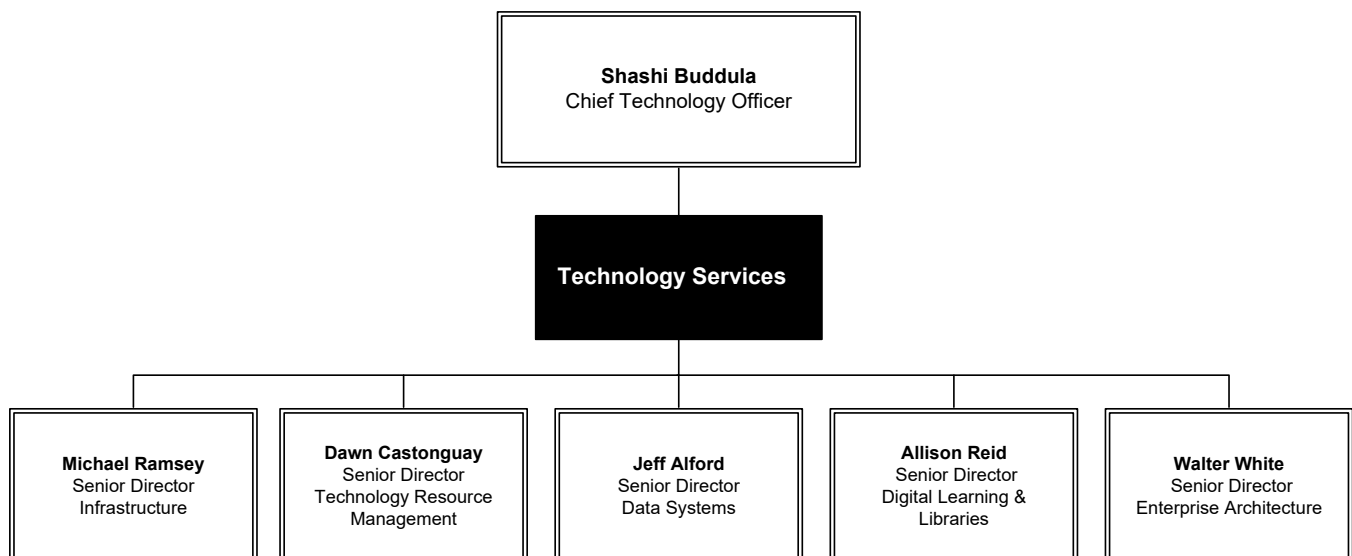 Shashi Buddula
Chief Technology Officer
Technology Services
Michael Ramsey
Senior Director
Infrastructure
Dawn Castonguay
Senior Director
Technology Resource
Management
Jeff Alford
Senior Director
Data Systems
Allison Reid
Senior Director
Digital Learning &
Libraries
Walter White
Senior Director
Enterprise Architecture